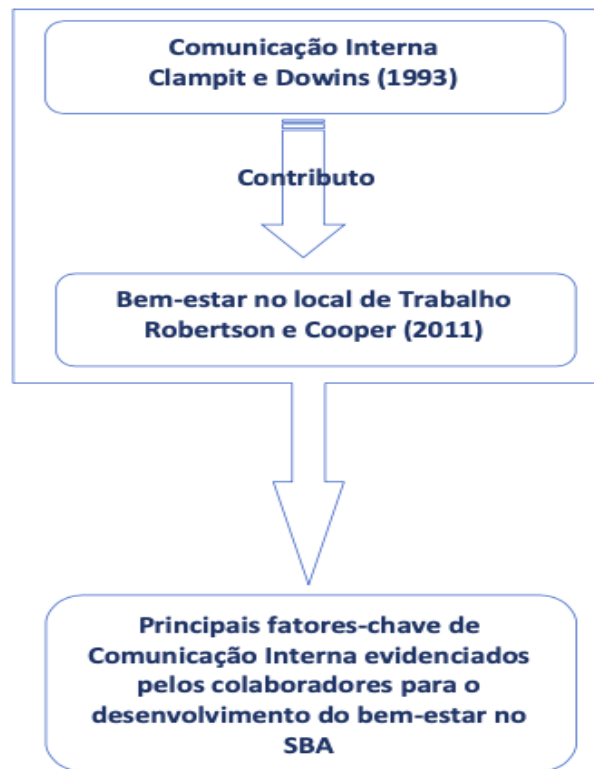 Comunicação Interna
Clampit e Dowins (1993)
Contributo
Bem-estar no local de Trabalho
Robertson e Cooper (2011)
Principais fatores-chave de
Comunicação Interna evidenciados
pelos colaboradores para o
desenvolvimento do bem-estar no
SBA